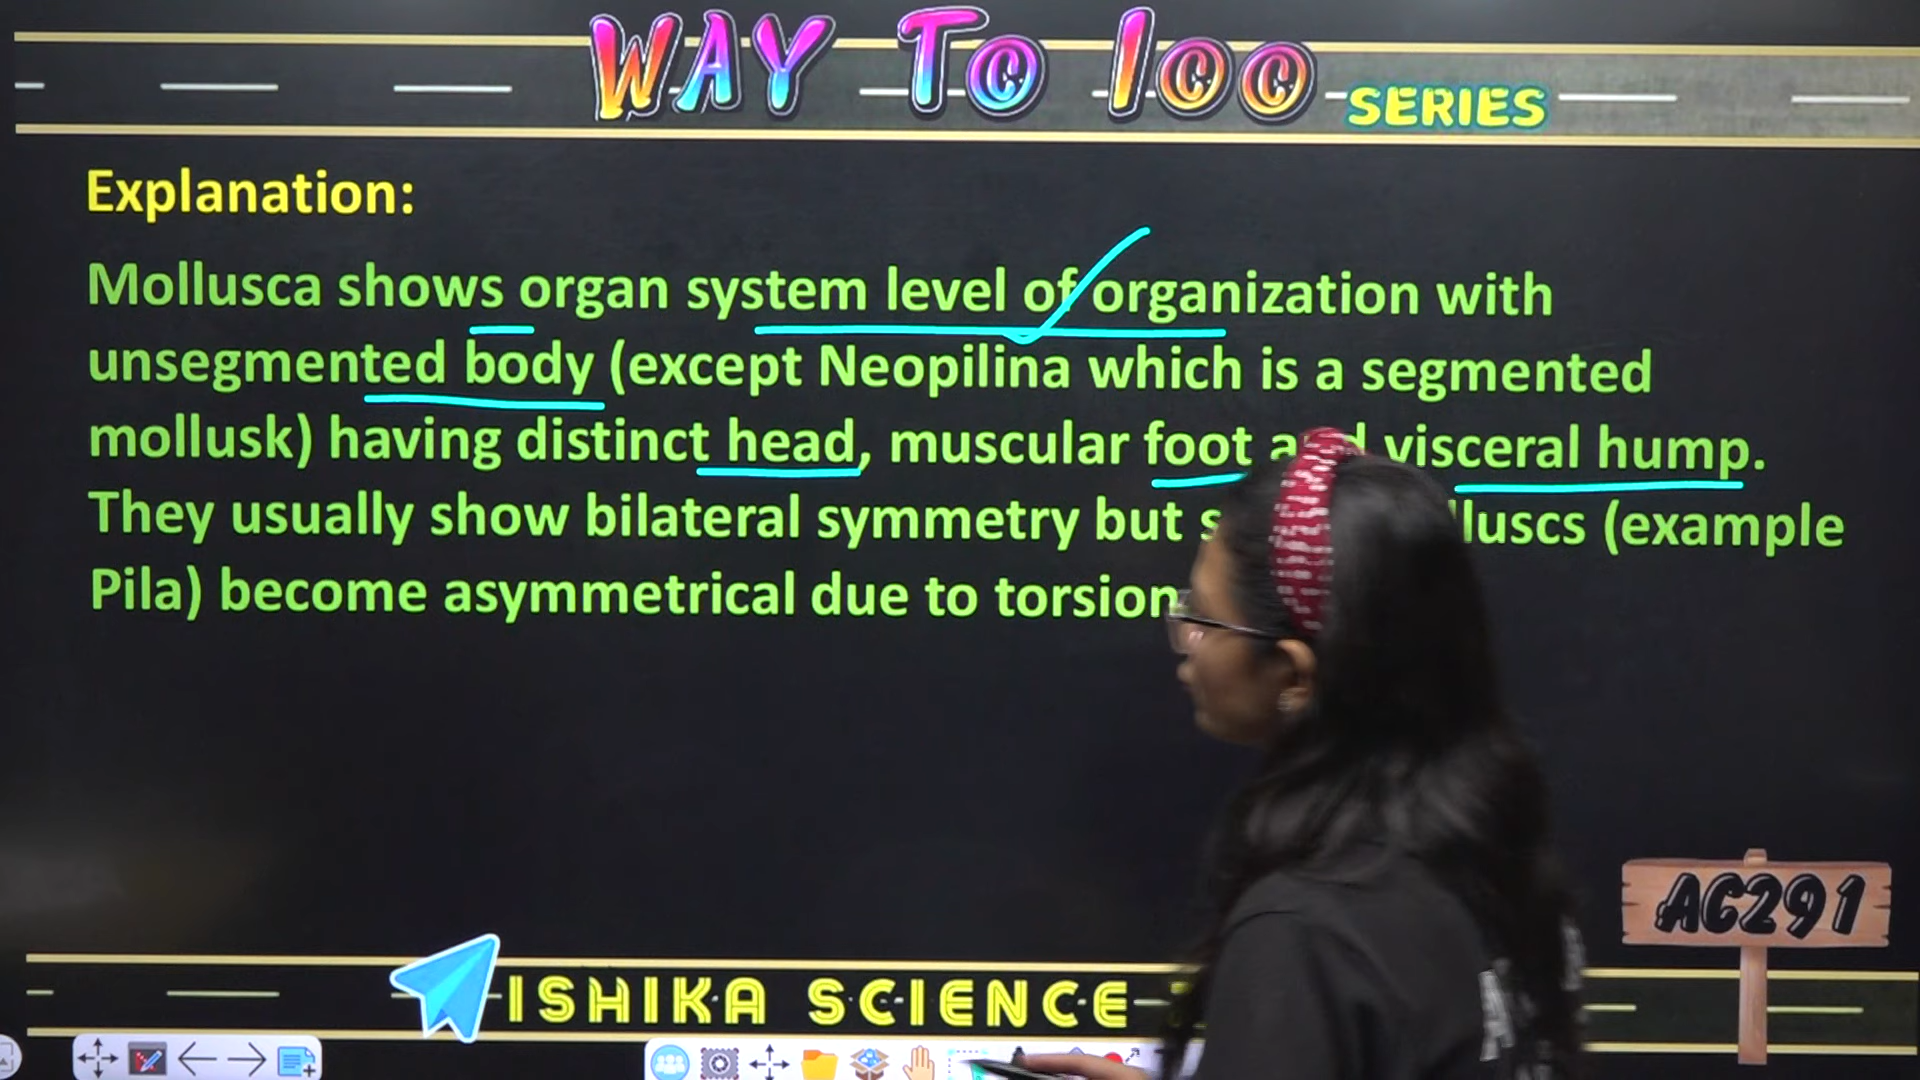 WAY To 100 SERIES
Explanation:
Mollusca shows organ system level of organization with
unsegmented body (except Neopilina which is a segmented
mollusk) having distinct head, muscular foot and visceral hump.
They usually show bilateral symmetry but (example
Pila) become asymmetrical due to torsion
AC291
ISHIKA SCIENCE